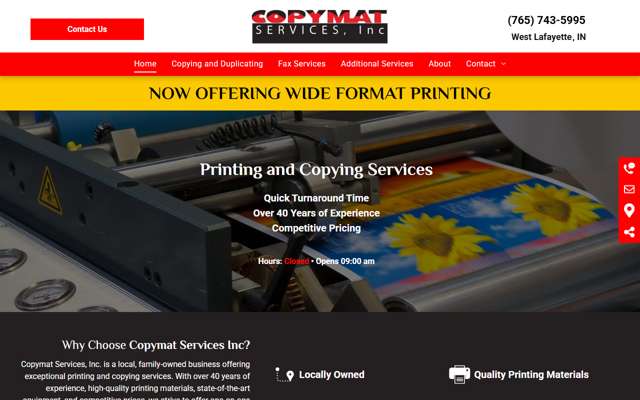 Contact Us
COPYMAT
SERVICES, Inc
(765) 743-5995
West Lafayette, IN
Home
Copying and Duplicating
Fax Services
Additional Services
About
Contact
NOW OFFERING WIDE FORMAT PRINTING
Printing and Copying Services
Quick Turnaround Time
Over 40 Years of Experience
Competitive Pricing
Hours: Closed • Opens 09:00 am
Why Choose Copymat Services Inc?
Copymat Services, Inc. is a local, family-owned business offering
exceptional printing and copying services. With over 40 years of
experience, high-quality printing materials, state-of-the-art
Locally Owned
Quality Printing Materials